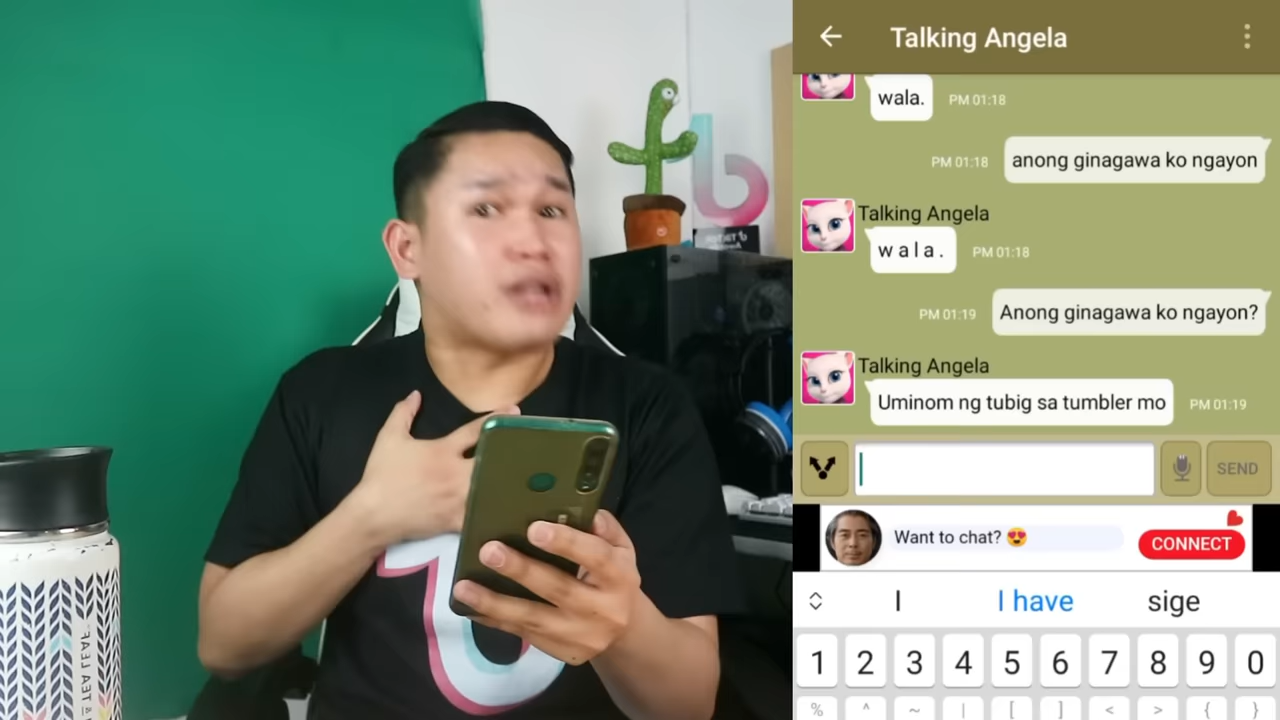 Talking Angela
wala.
PM 01:18
PM 01:18
anong ginagawa ko ngayon
Talking Angela
w a l a .
PM 01:18
PM 01:19
Anong ginagawa ko ngayon?
Talking Angela
Uminom ng tubig sa tumbler mo
PM 01:19
SEND
Want to chat? 😍
CONNECT
I
I have
sige
1 2 3 4 5 6 7 8 9 0
% ^ ~ | [ ] < > { }
TEA LEAF